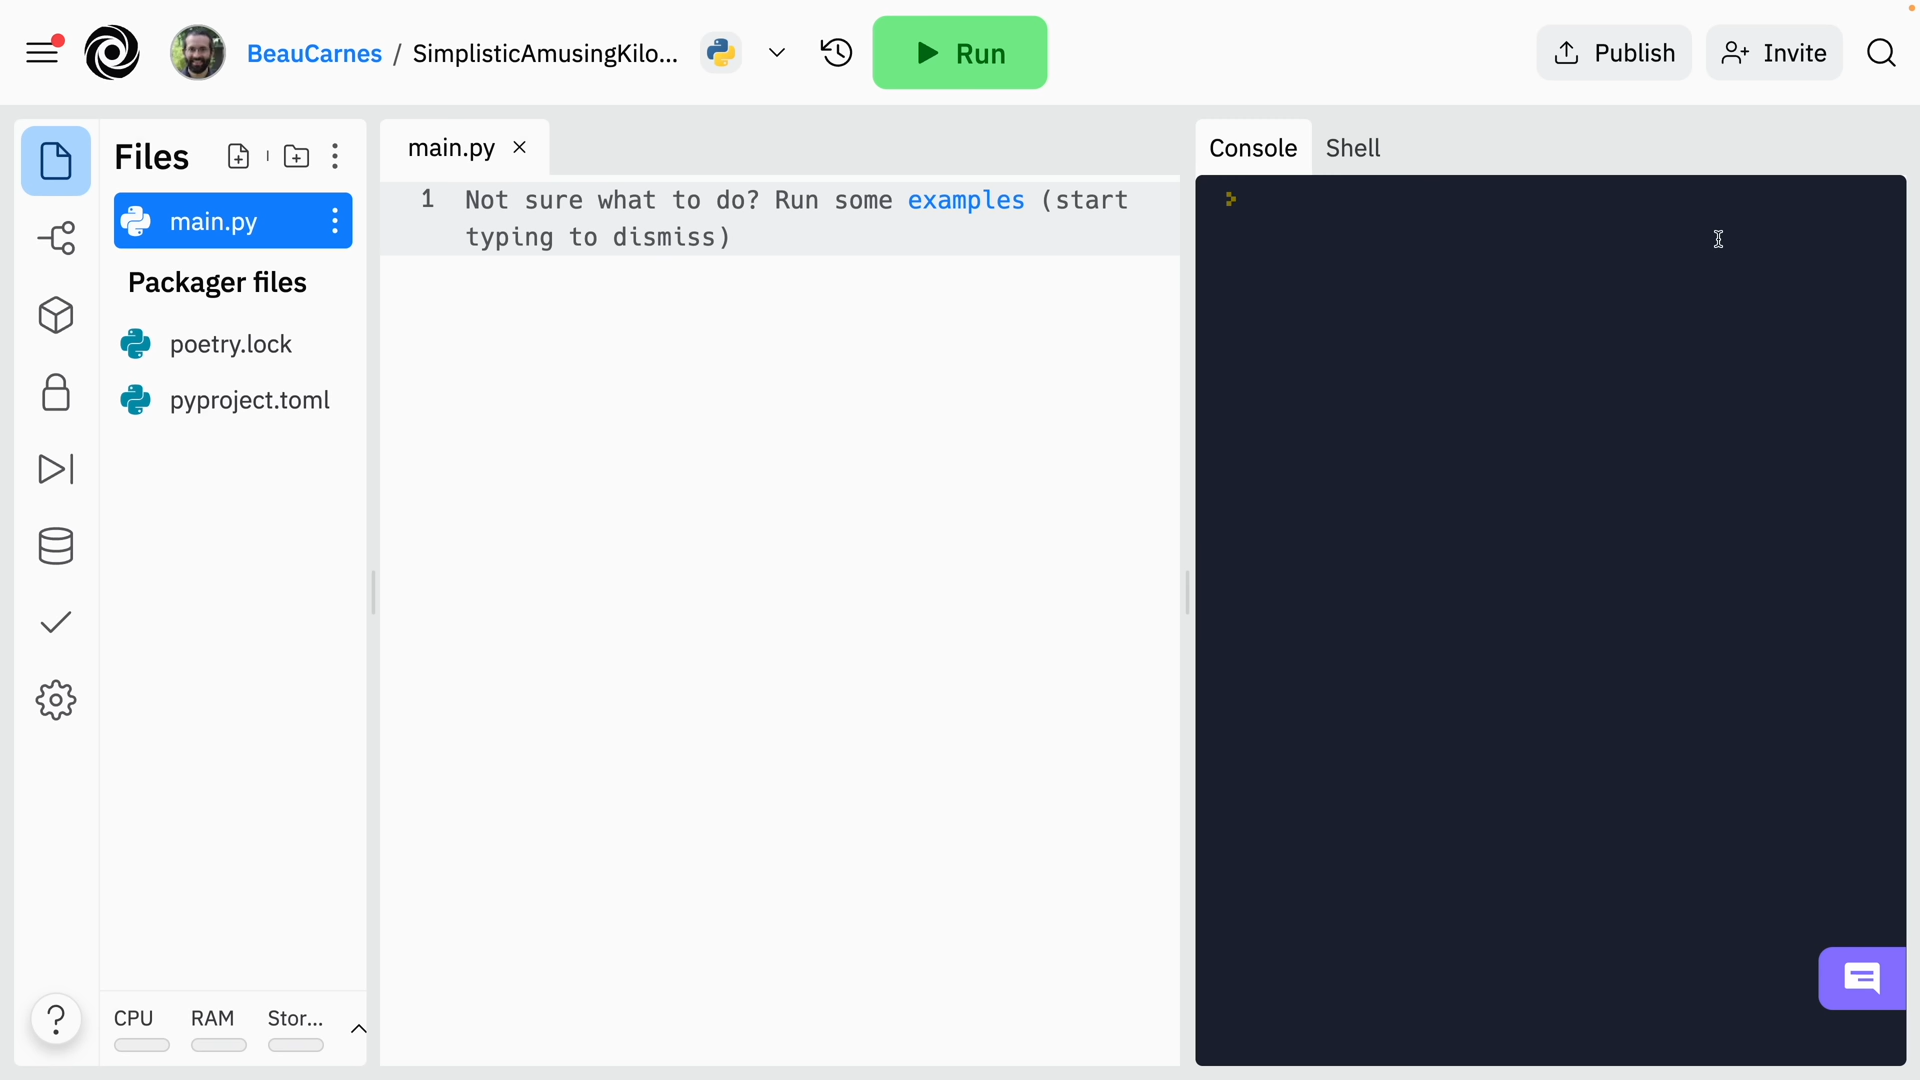 BeauCarnes / SimplisticAmusingKilo...
Run
Publish
Invite
Files
main.py
Packager files
poetry.lock
pyproject.toml
CPU
RAM
Stor...
?
main.py ×
1 Not sure what to do? Run some examples (start
typing to dismiss)
Console
Shell